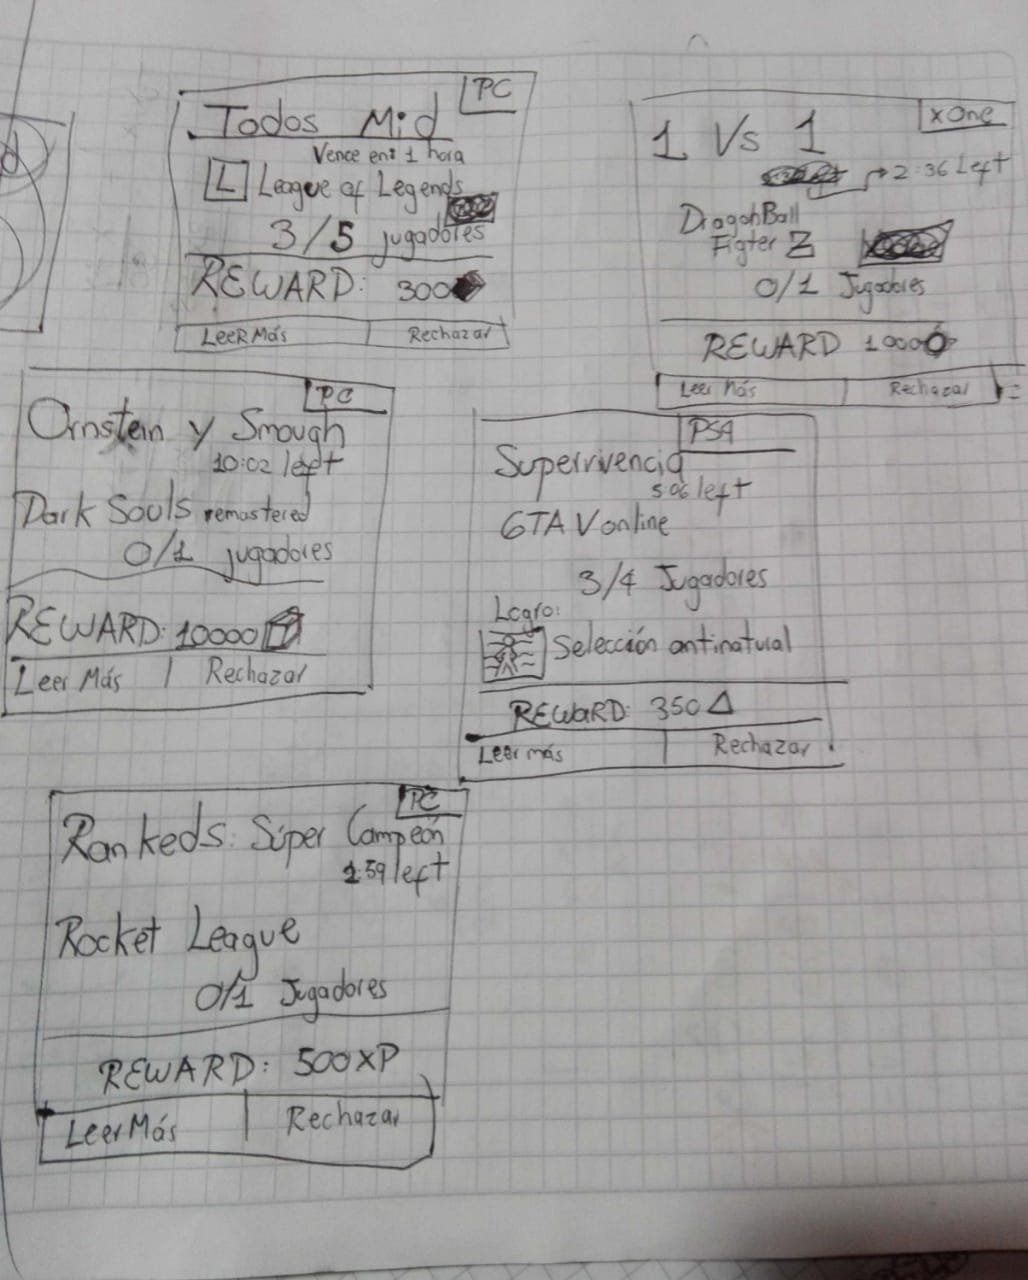 PC
Todos Mid
Vence en: 1 hora
L League of Legends
3/5 jugadores
REWARD: 300
LeeR Más Rechazar
xOne
1 Vs 1
2:36 Left
DragonBall
Figter Z
0/1 Jugadores
REWARD 1000
Leer más Rechazar
PC
Ornstein y Smough
10:02 left
Dark Souls remastered
0/1 jugadores
REWARD: 10000
Leer Más Rechazar
PS4
Supervivencia
5:06 left
GTA V online
3/4 Jugadores
Logro:
Selección antinatural
REWARD: 350
Leer más Rechazar
PC
Rankeds: Súper Campeón
1:59 left
Rocket League
0/1 Jugadores
REWARD: 500XP
Leer Más Rechazar